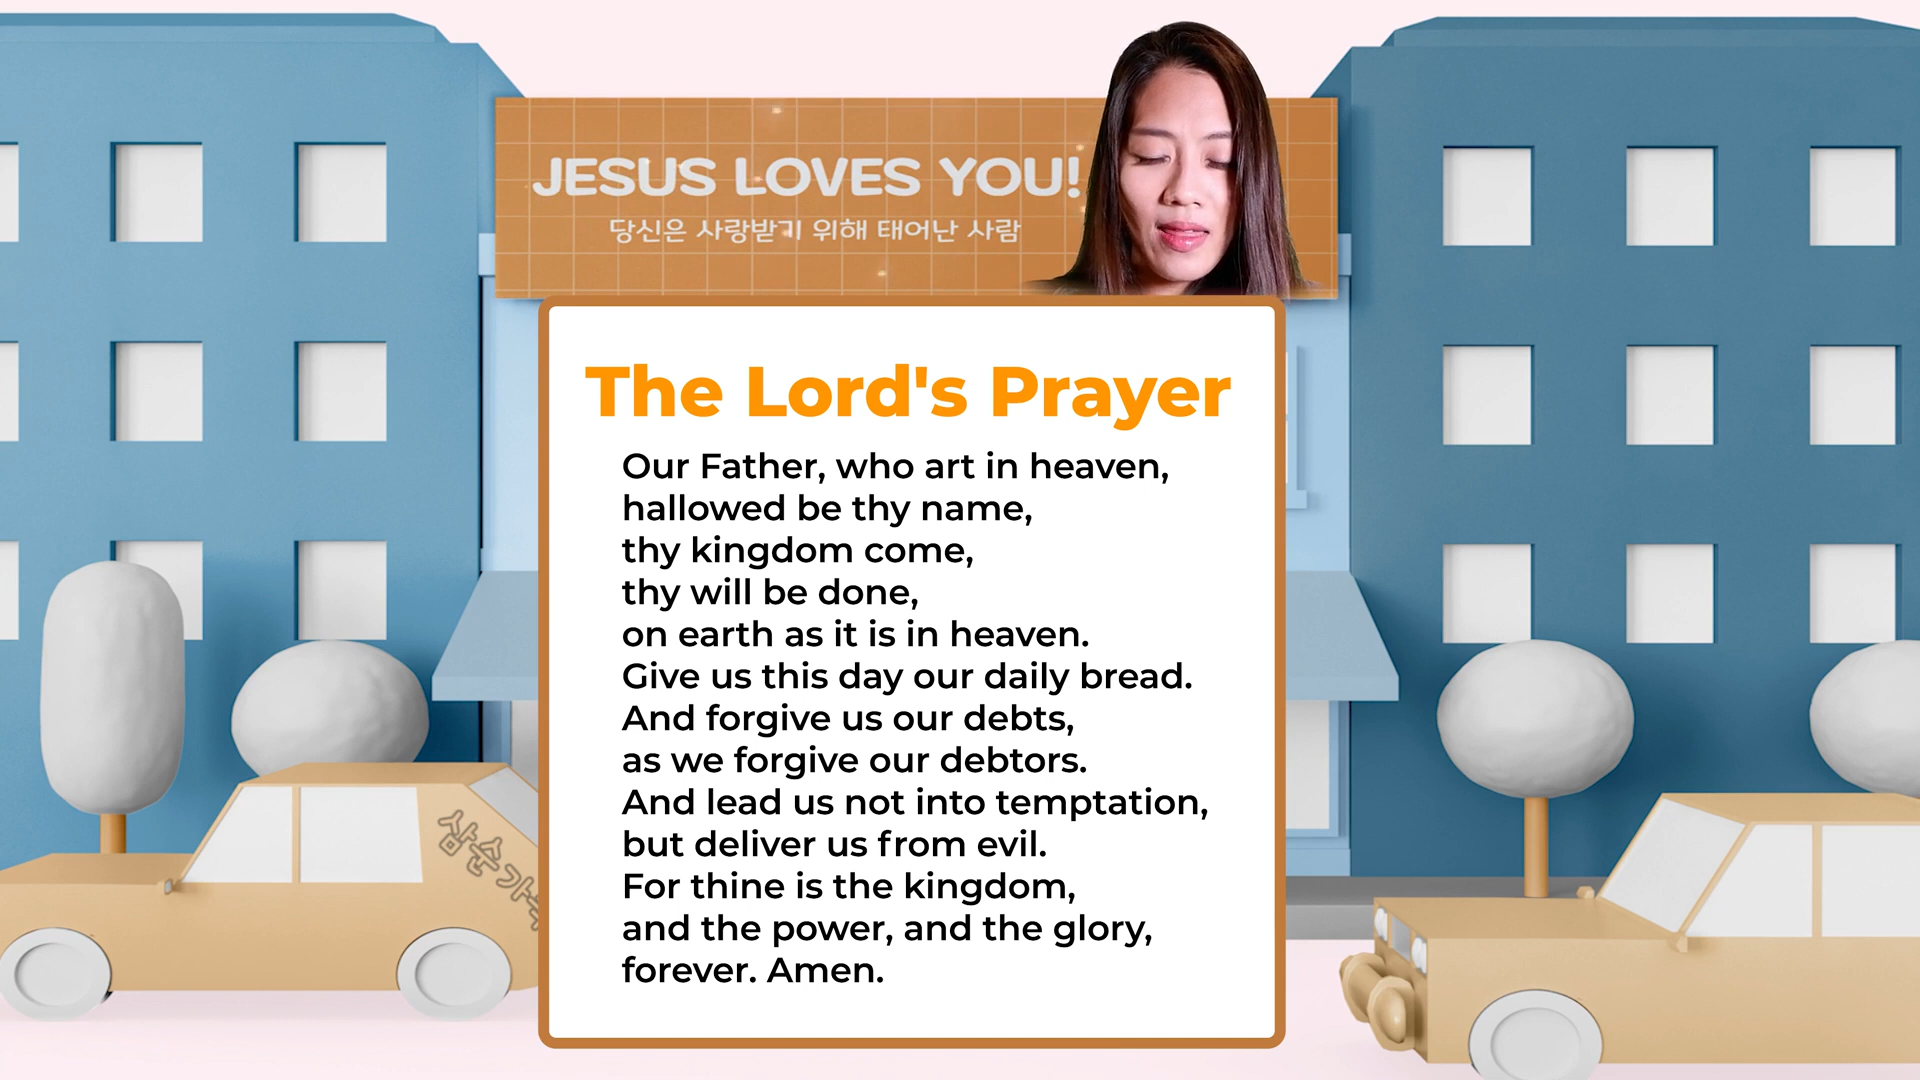 JESUS LOVES YOU!
당신은 사랑받기 위해 태어난 사람
The Lord's Prayer
Our Father, who art in heaven,
hallowed be thy name,
thy kingdom come,
thy will be done,
on earth as it is in heaven.
Give us this day our daily bread.
And forgive us our debts,
as we forgive our debtors.
And lead us not into temptation,
but deliver us from evil.
For thine is the kingdom,
and the power, and the glory,
forever. Amen.